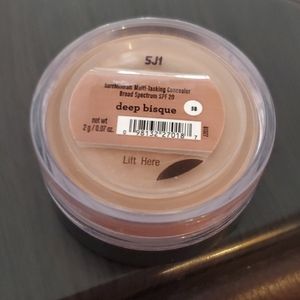 5J1
bareMinerals Multi-Tasking Concealer
Broad Spectrum SPF 20
deep bisque
net wt
2 g / 0.07 oz.
Lift Here